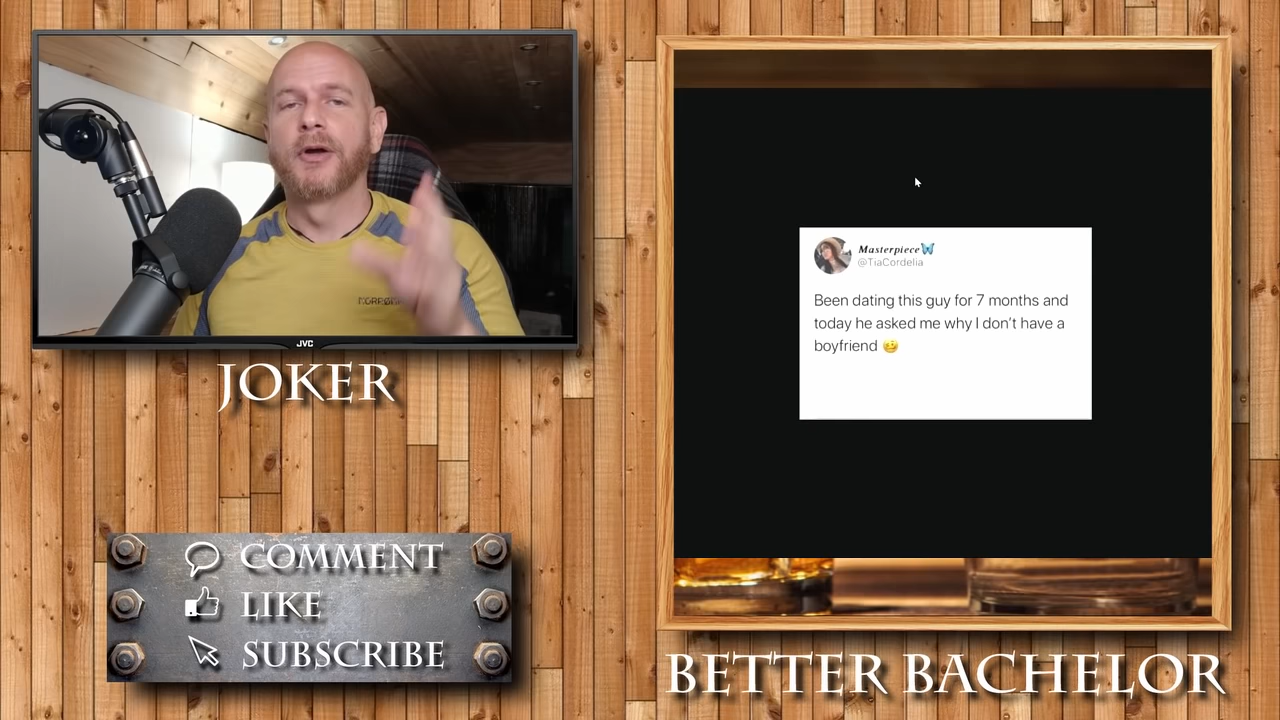 JVC
JOKER
COMMENT
LIKE
SUBSCRIBE
Masterpiece🦋
@TiaCordelia
Been dating this guy for 7 months and
today he asked me why I don't have a
boyfriend 🥴
BETTER BACHELOR